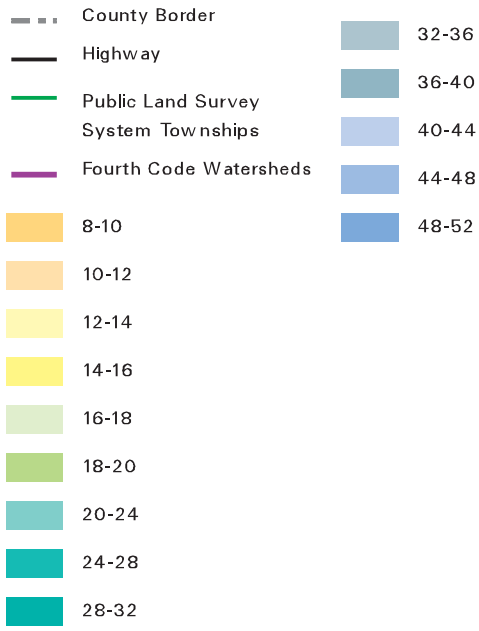 County Border
Highway
Public Land Survey
System Townships
Fourth Code Watersheds
8-10
10-12
12-14
14-16
16-18
18-20
20-24
24-28
28-32
32-36
36-40
40-44
44-48
48-52